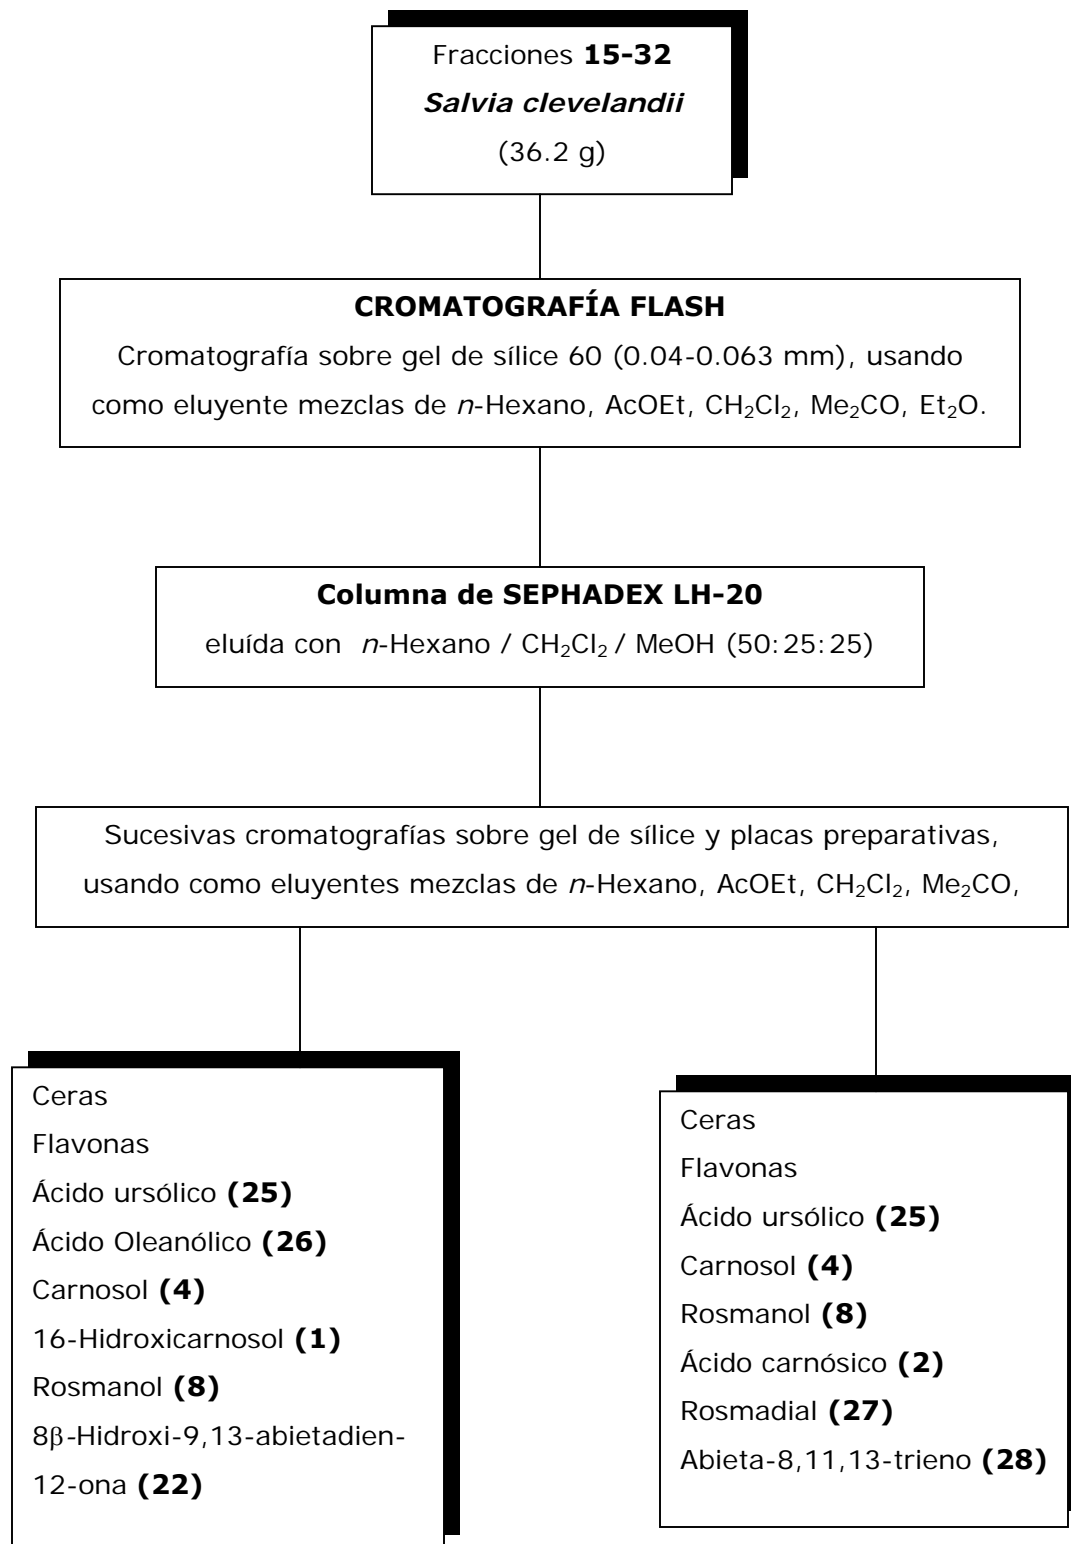 Fracciones 15-32
Salvia clevelandii
(36.2 g)
CROMATOGRAFÍA FLASH
Cromatografía sobre gel de sílice 60 (0.04-0.063 mm), usando
como eluyente mezclas de n-Hexano, AcOEt, CH₂Cl₂, Me₂CO, Et₂O.
Columna de SEPHADEX LH-20
eluída con n-Hexano / CH₂Cl₂ / MeOH (50:25:25)
Sucesivas cromatografías sobre gel de sílice y placas preparativas,
usando como eluyentes mezclas de n-Hexano, AcOEt, CH₂Cl₂, Me₂CO,
Ceras
Flavonas
Ácido ursólico (25)
Ácido Oleanólico (26)
Carnosol (4)
16-Hidroxicarnosol (1)
Rosmanol (8)
8β-Hidroxi-9,13-abietadien-
12-ona (22)
Ceras
Flavonas
Ácido ursólico (25)
Carnosol (4)
Rosmanol (8)
Ácido carnósico (2)
Rosmadial (27)
Abieta-8,11,13-trieno (28)